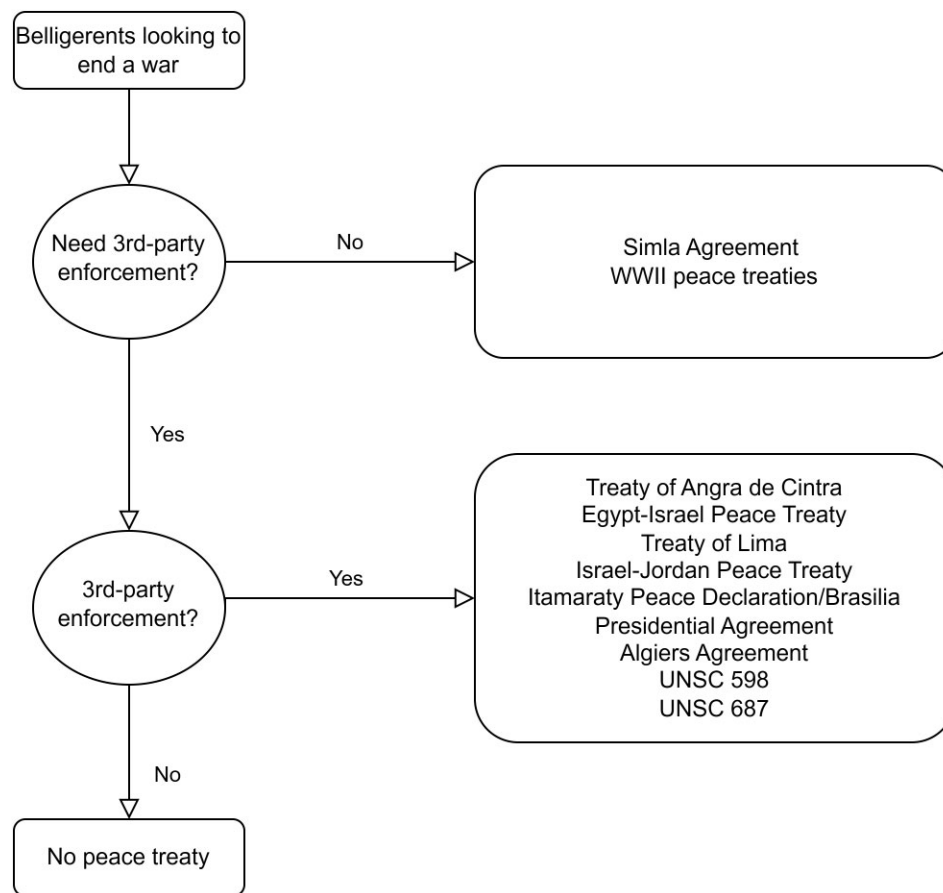 Belligerents looking to
end a war
Need 3rd-party
enforcement?
No
Simla Agreement
WWII peace treaties
Yes
3rd-party
enforcement?
Yes
Treaty of Angra de Cintra
Egypt-Israel Peace Treaty
Treaty of Lima
Israel-Jordan Peace Treaty
Itamaraty Peace Declaration/Brasilia
Presidential Agreement
Algiers Agreement
UNSC 598
UNSC 687
No
No peace treaty